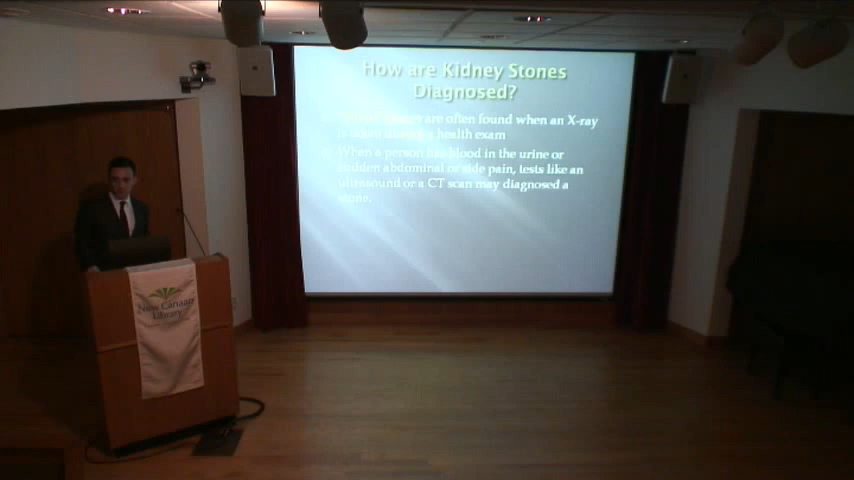 How are Kidney Stones
Diagnosed?
are often found when an X-ray
health exam
When a person has blood in the urine or
sudden abdominal or side pain, tests like an
ultrasound or a CT scan may diagnosed a
stone.
New Canaan
Library